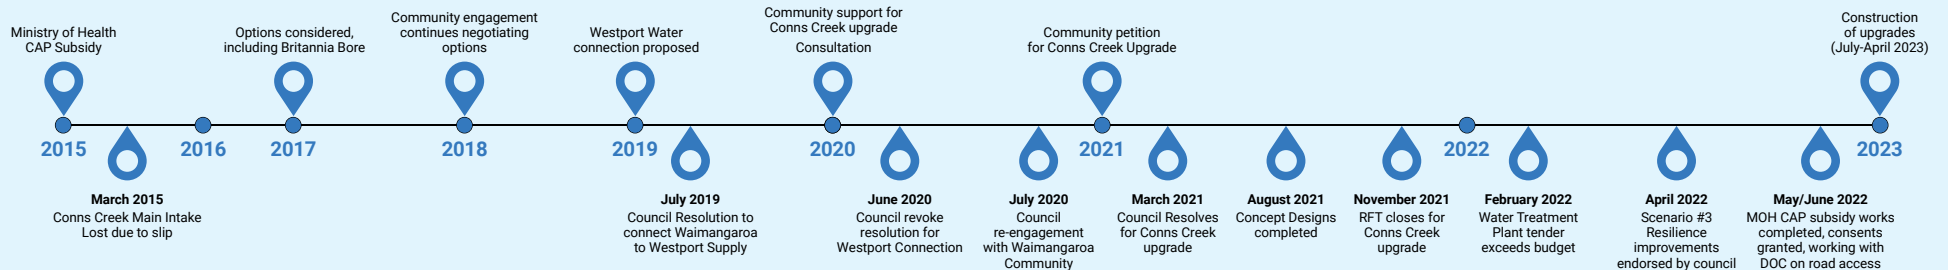 Ministry of Health
CAP Subsidy
Options considered,
including Britannia Bore
Community engagement
continues negotiating
options
Westport Water
connection proposed
Community support for
Conns Creek upgrade
Consultation
Community petition
for Conns Creek Upgrade
Construction
of upgrades
(July-April 2023)
2015
2016
2017
2018
2019
2020
2021
2022
2023
March 2015
Conns Creek Main Intake
Lost due to slip
July 2019
Council Resolution to
connect Waimangaroa
to Westport Supply
June 2020
Council revoke
resolution for
Westport Connection
July 2020
Council
re-engagement
with Waimangaroa
Community
March 2021
Council Resolves
for Conns Creek
upgrade
August 2021
Concept Designs
completed
November 2021
RFT closes for
Conns Creek
upgrade
February 2022
Water Treatment
Plant tender
exceeds budget
April 2022
Scenario #3
Resilience
improvements
endorsed by council
May/June 2022
MOH CAP subsidy works
completed, consents
granted, working with
DOC on road access